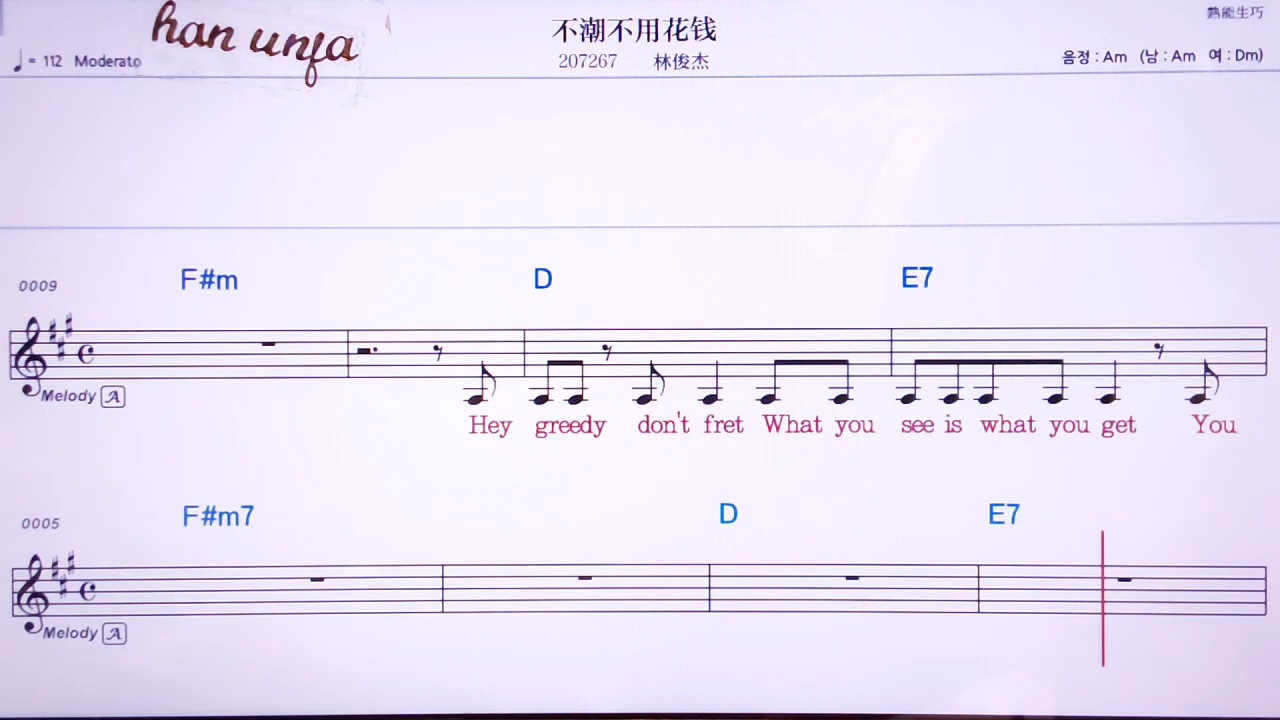 han unfa
不潮不用花钱
熟能生巧
= 112 Moderato
207267 林俊杰
음정 : Am (남 : Am 여 : Dm)
0009 F#m D E7
Melody A
Hey greedy don't fret What you see is what you get You
0005 F#m7 D E7
Melody A